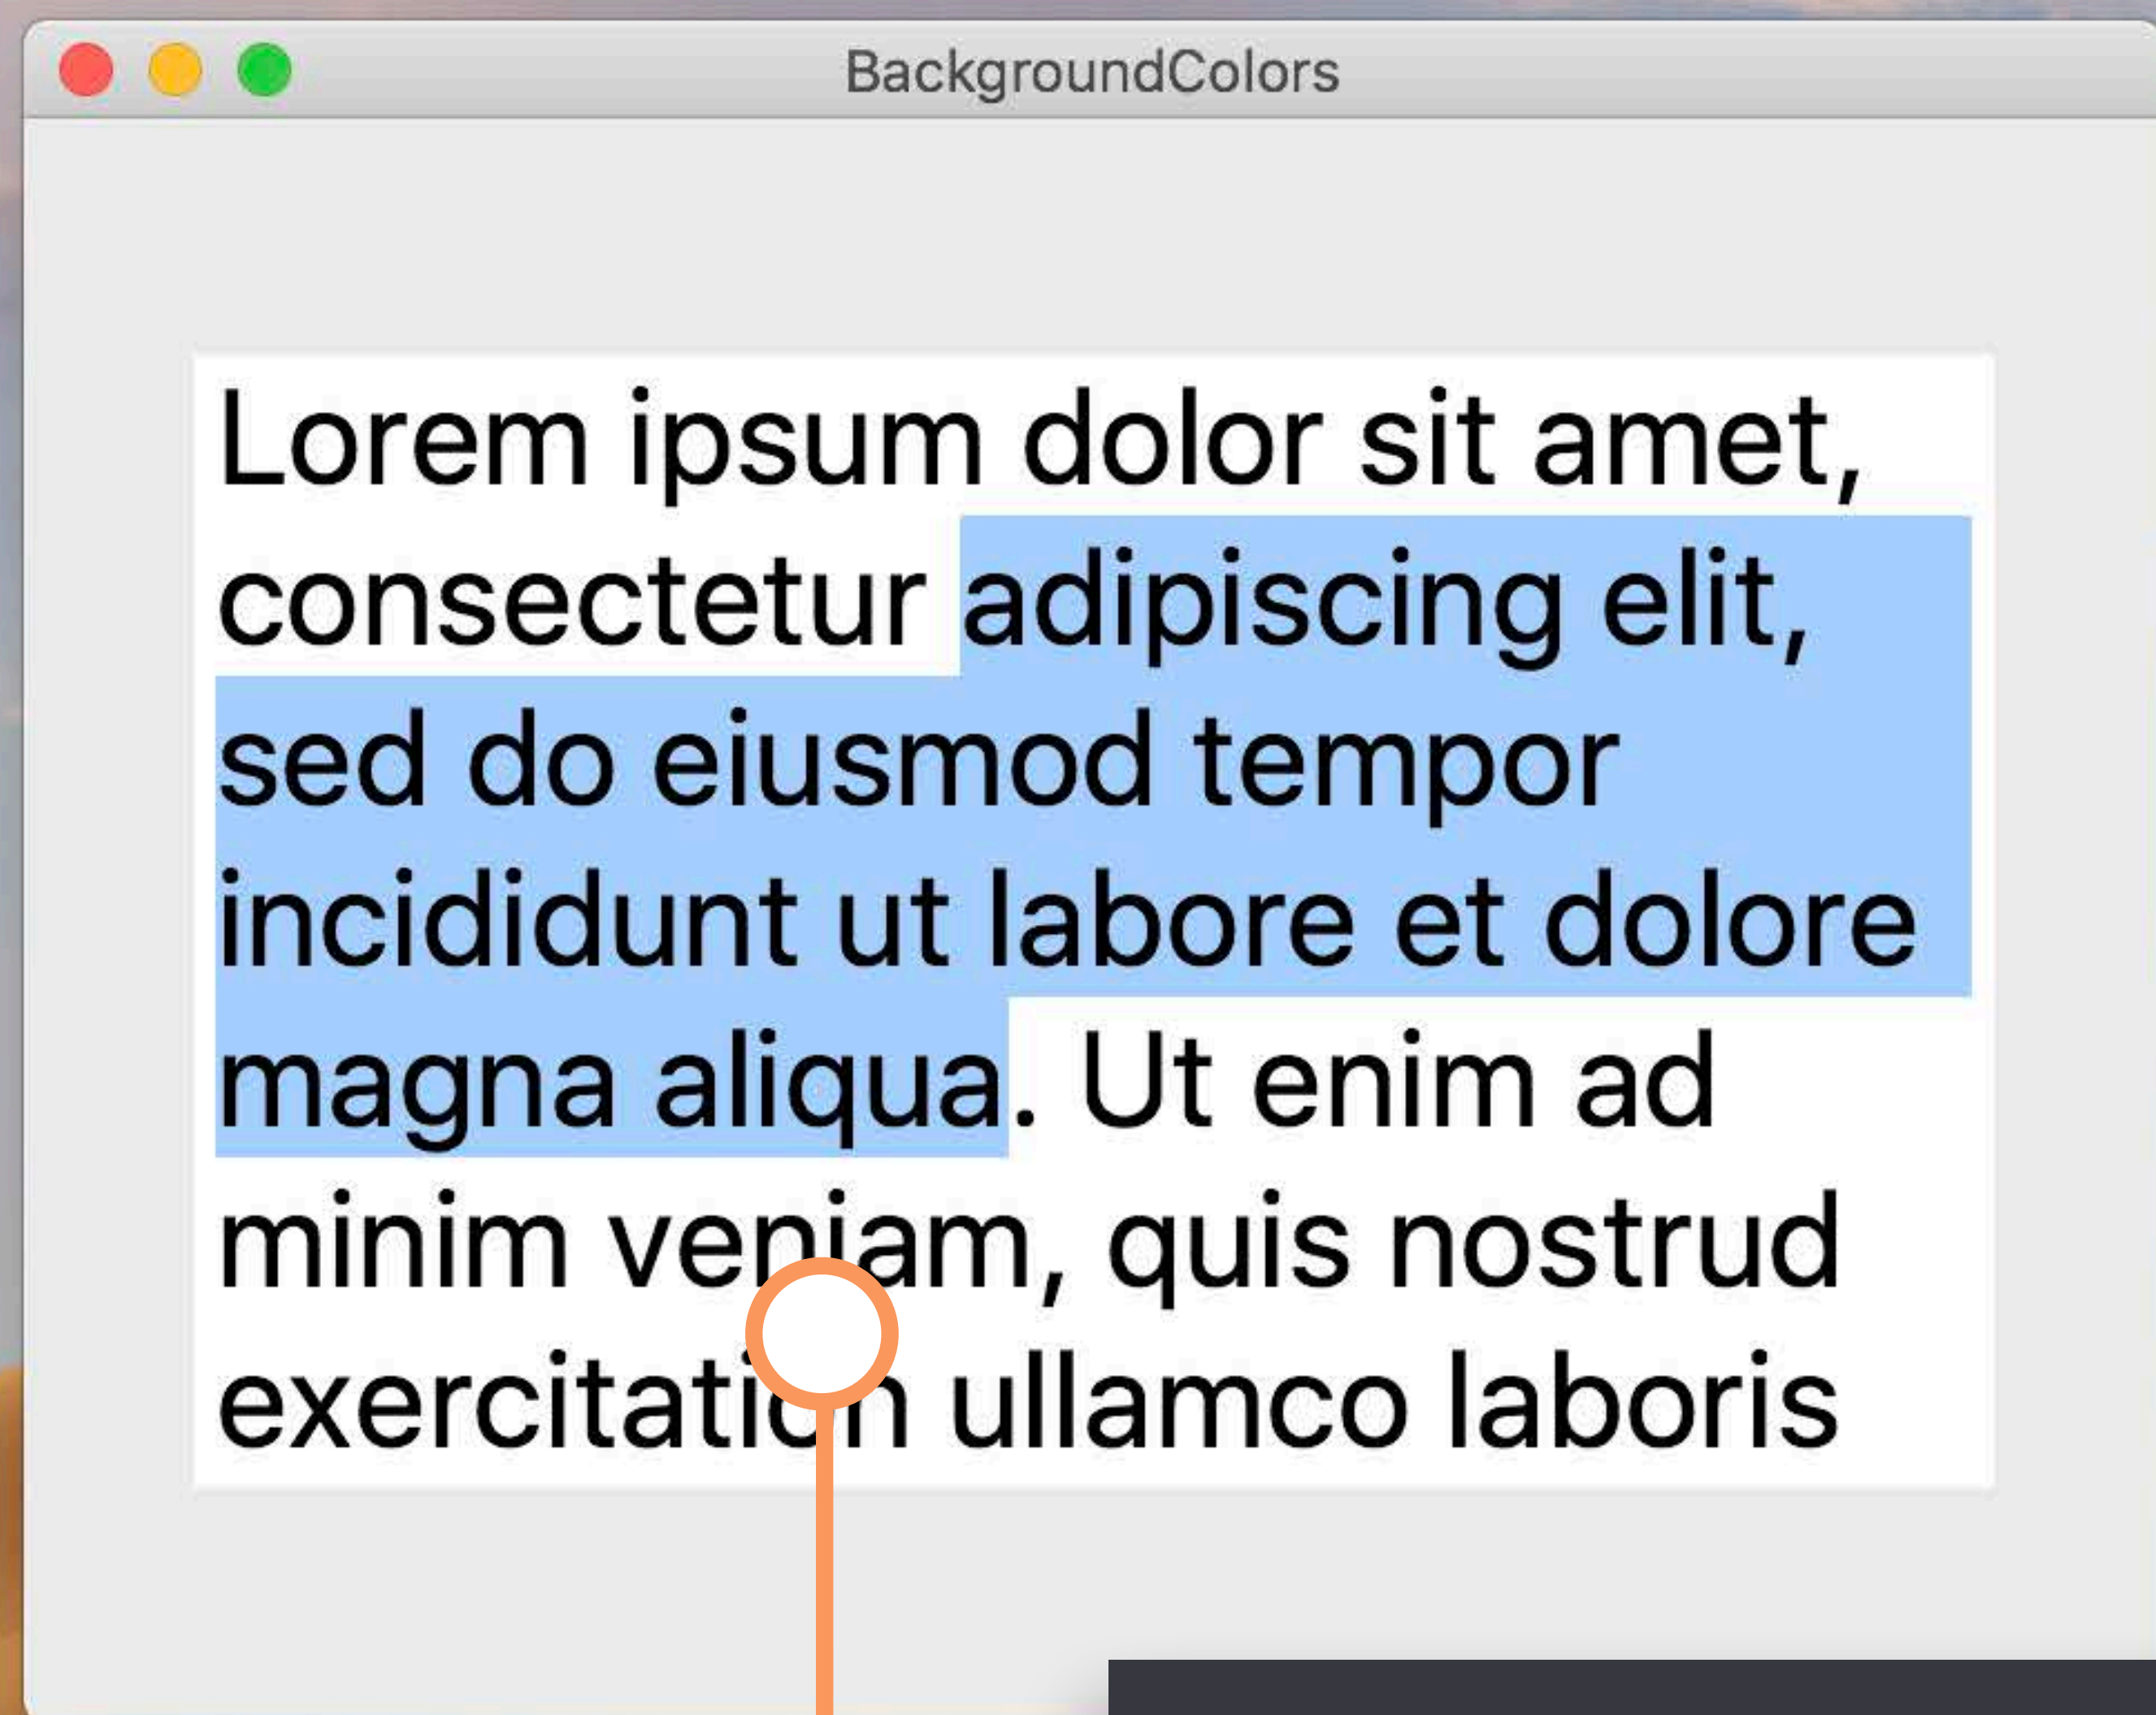 BackgroundColors
Lorem ipsum dolor sit amet,
consectetur adipiscing elit,
sed do eiusmod tempor
incididunt ut labore et dolore
magna aliqua. Ut enim ad
minim veniam, quis nostrud
exercitation ullamco laboris